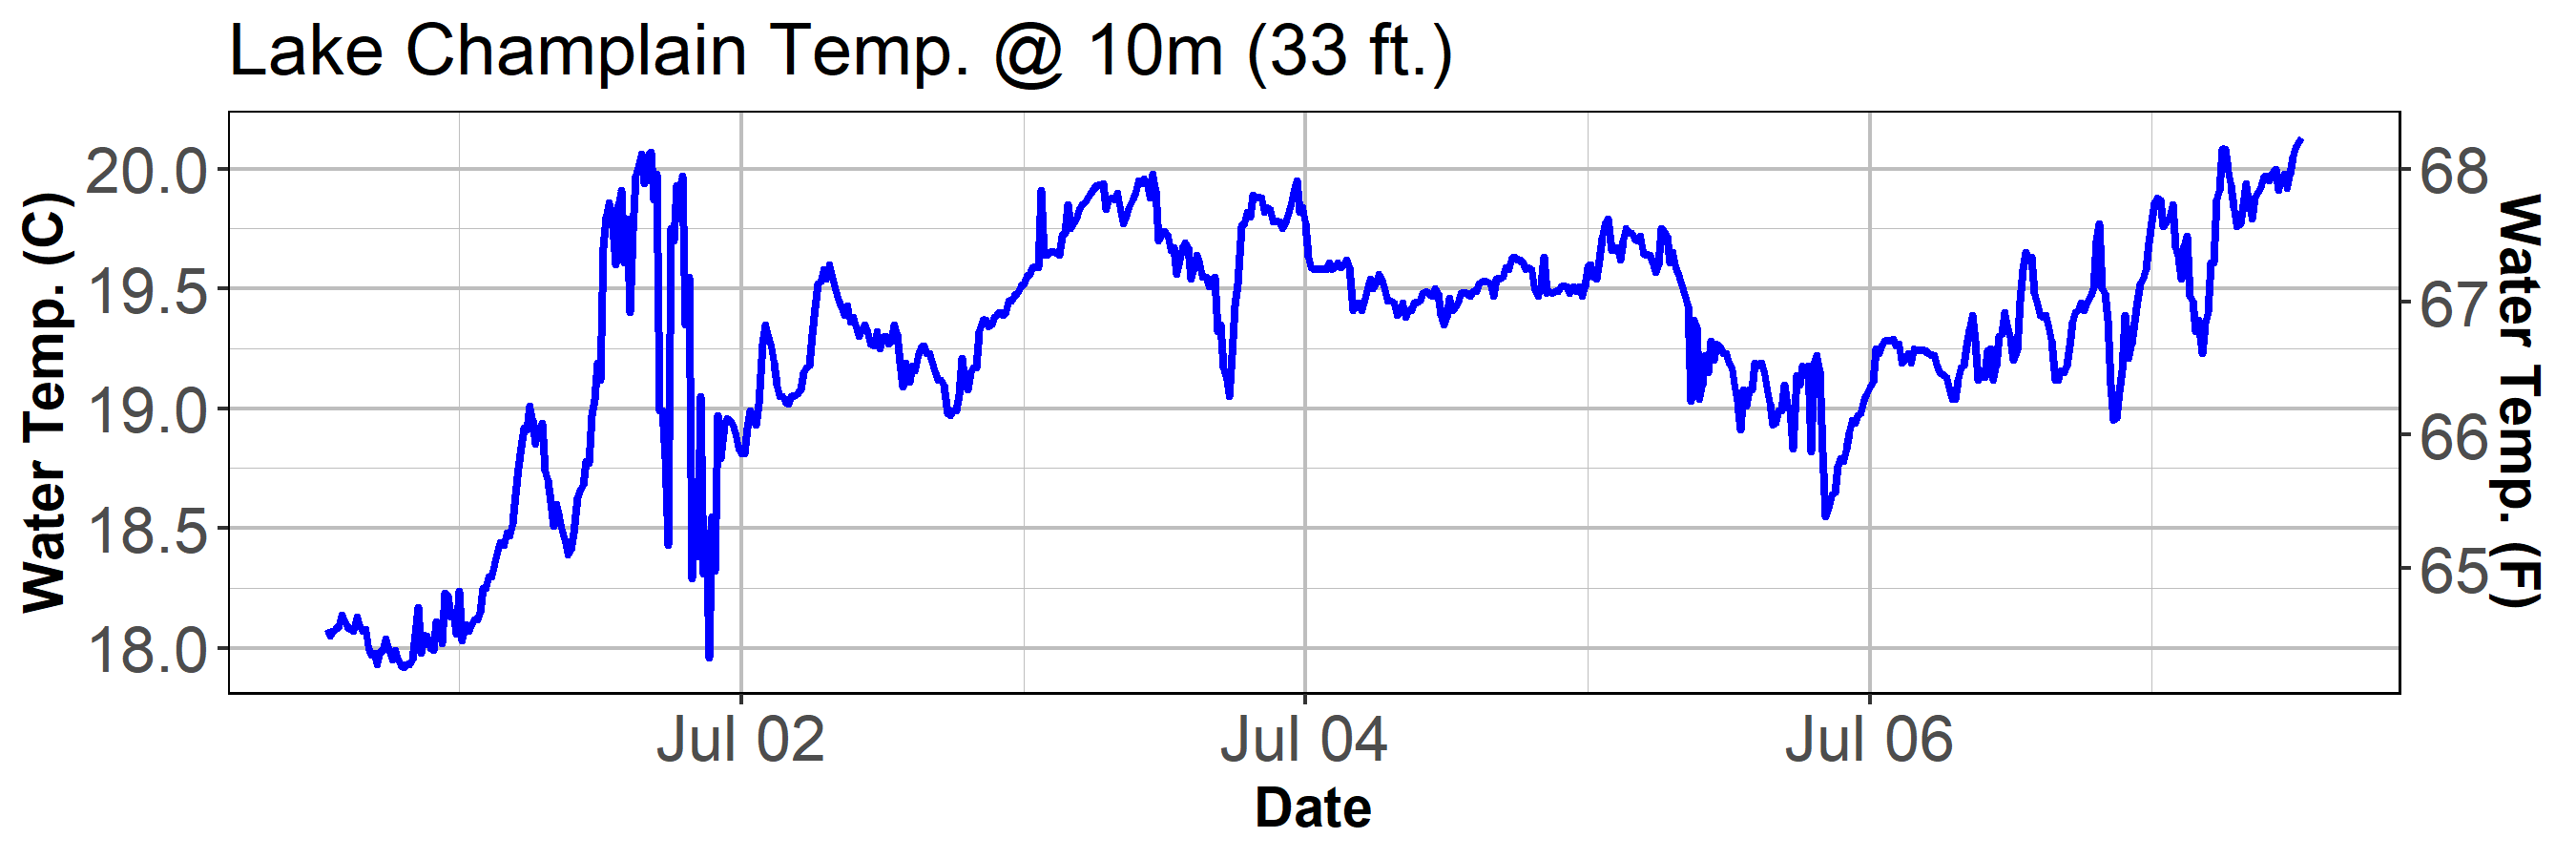 Lake Champlain Temp. @ 10m (33 ft.)
Water Temp. (C)
20.0
19.5
19.0
18.5
18.0
68
67
66
65
Water Temp. (F)
Jul 02
Jul 04
Jul 06
Date